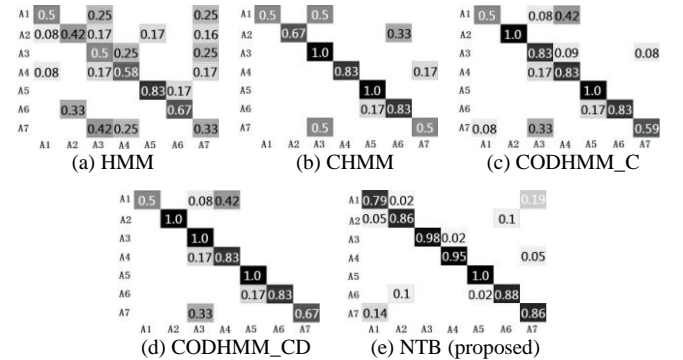 A1 0.5 0.25 0.25
A2 0.08 0.42 0.17 0.17 0.16
A3 0.5 0.25 0.25
A4 0.08 0.17 0.58 0.17
A5 0.83 0.17
A6 0.33 0.67
A7 0.42 0.25 0.33
A1 A2 A3 A4 A5 A6 A7
(a) HMM
A1 0.5 0.5
A2 0.67 0.33
A3 1.0
A4 0.83 0.17
A5 1.0
A6 0.17 0.83
A7 0.5 0.5
A1 A2 A3 A4 A5 A6 A7
(b) CHMM
A1 0.5 0.08 0.42
A2 1.0
A3 0.83 0.09 0.08
A4 0.17 0.83
A5 1.0
A6 0.17 0.83
A7 0.08 0.33 0.59
A1 A2 A3 A4 A5 A6 A7
(c) CODHMM_C
A1 0.5 0.08 0.42
A2 1.0
A3 1.0
A4 0.17 0.83
A5 1.0
A6 0.17 0.83
A7 0.33 0.67
A1 A2 A3 A4 A5 A6 A7
(d) CODHMM_CD
A1 0.79 0.02 0.19
A2 0.05 0.86 0.1
A3 0.98 0.02
A4 0.95 0.05
A5 1.0
A6 0.1 0.02 0.88
A7 0.14 0.86
A1 A2 A3 A4 A5 A6 A7
(e) NTB (proposed)